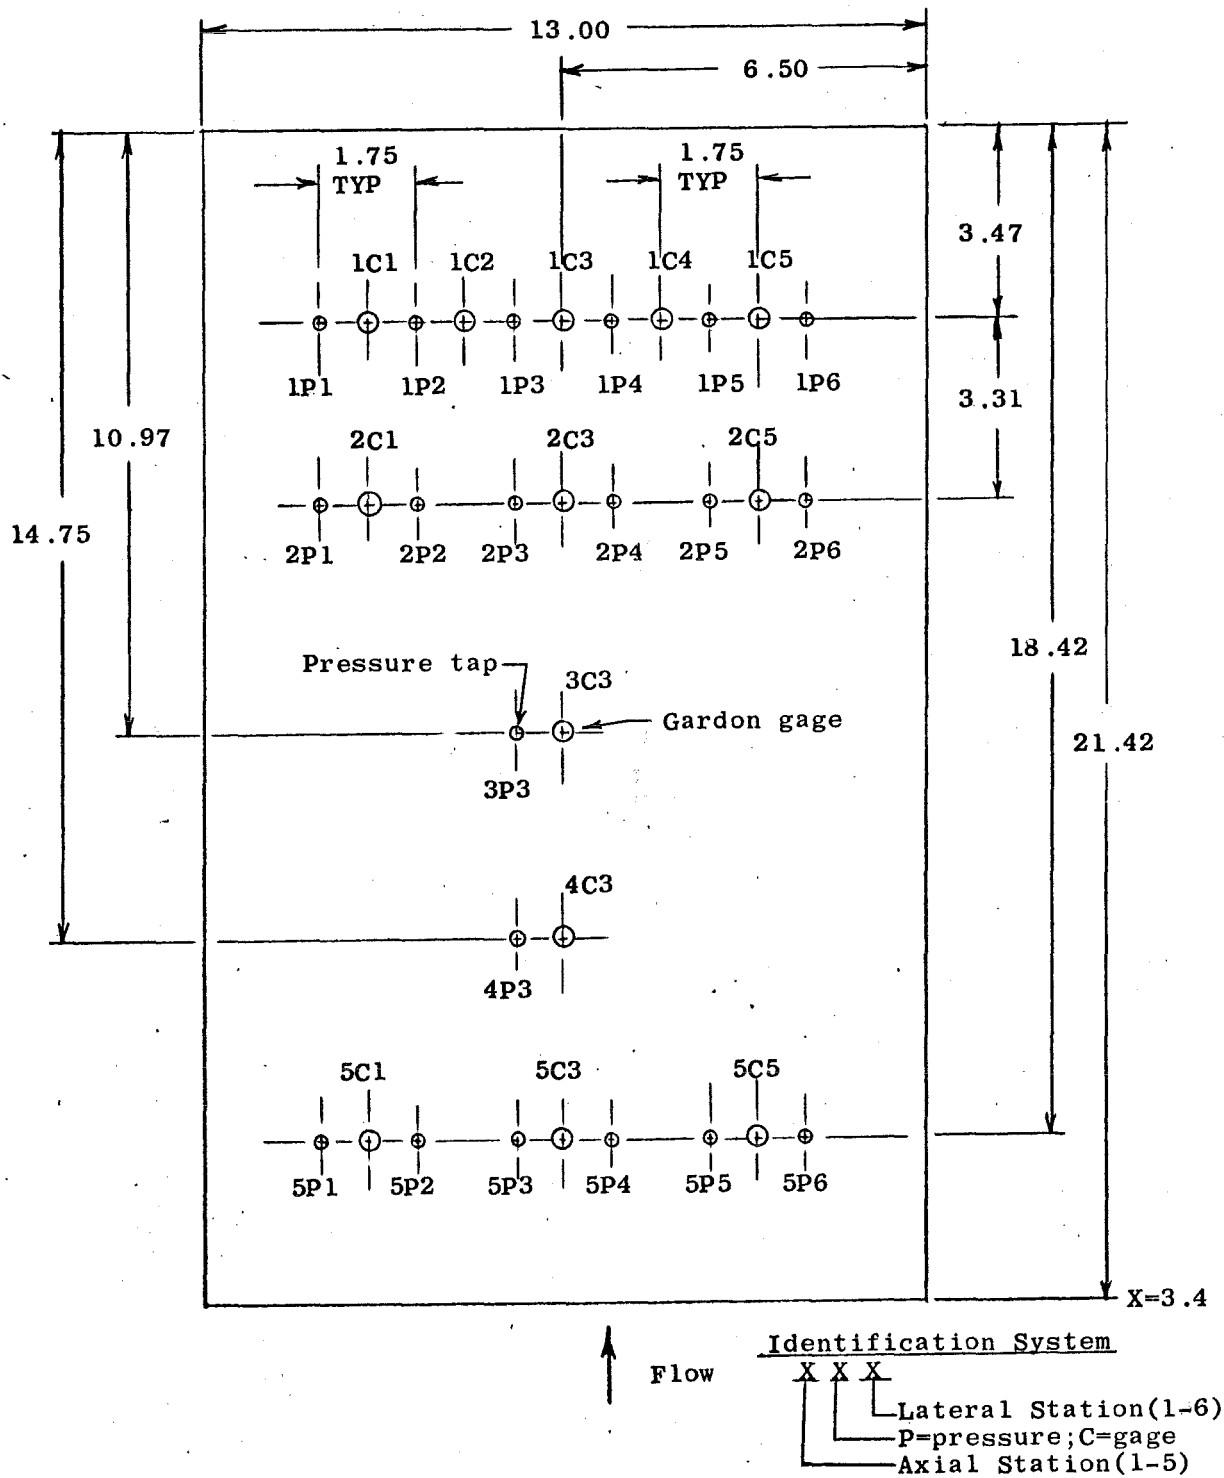 13.00
6.50
1.75
TYP
1.75
TYP
3.47
1C1 1C2 1C3 1C4 1C5
1P1 1P2 1P3 1P4 1P5 1P6
3.31
10.97
2C1 2C3 2C5
14.75
2P1 2P2 2P3 2P4 2P5 2P6
18.42
Pressure tap
3C3
Gardon gage
21.42
3P3
4C3
4P3
5C1 5C3 5C5
5P1 5P2 5P3 5P4 5P5 5P6
X=3.4
Identification System
Flow
X X X
Lateral Station(1-6)
P=pressure;C=gage
Axial Station(1-5)